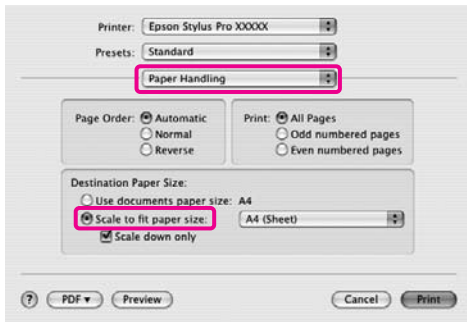 Printer: Epson Stylus Pro XXXXX
Presets: Standard
Paper Handling
Page Order: Automatic
Normal
Reverse
Print: All Pages
Odd numbered pages
Even numbered pages
Destination Paper Size:
Use documents paper size: A4
Scale to fit paper size: A4 (Sheet)
Scale down only
? PDF ▾ Preview Cancel Print